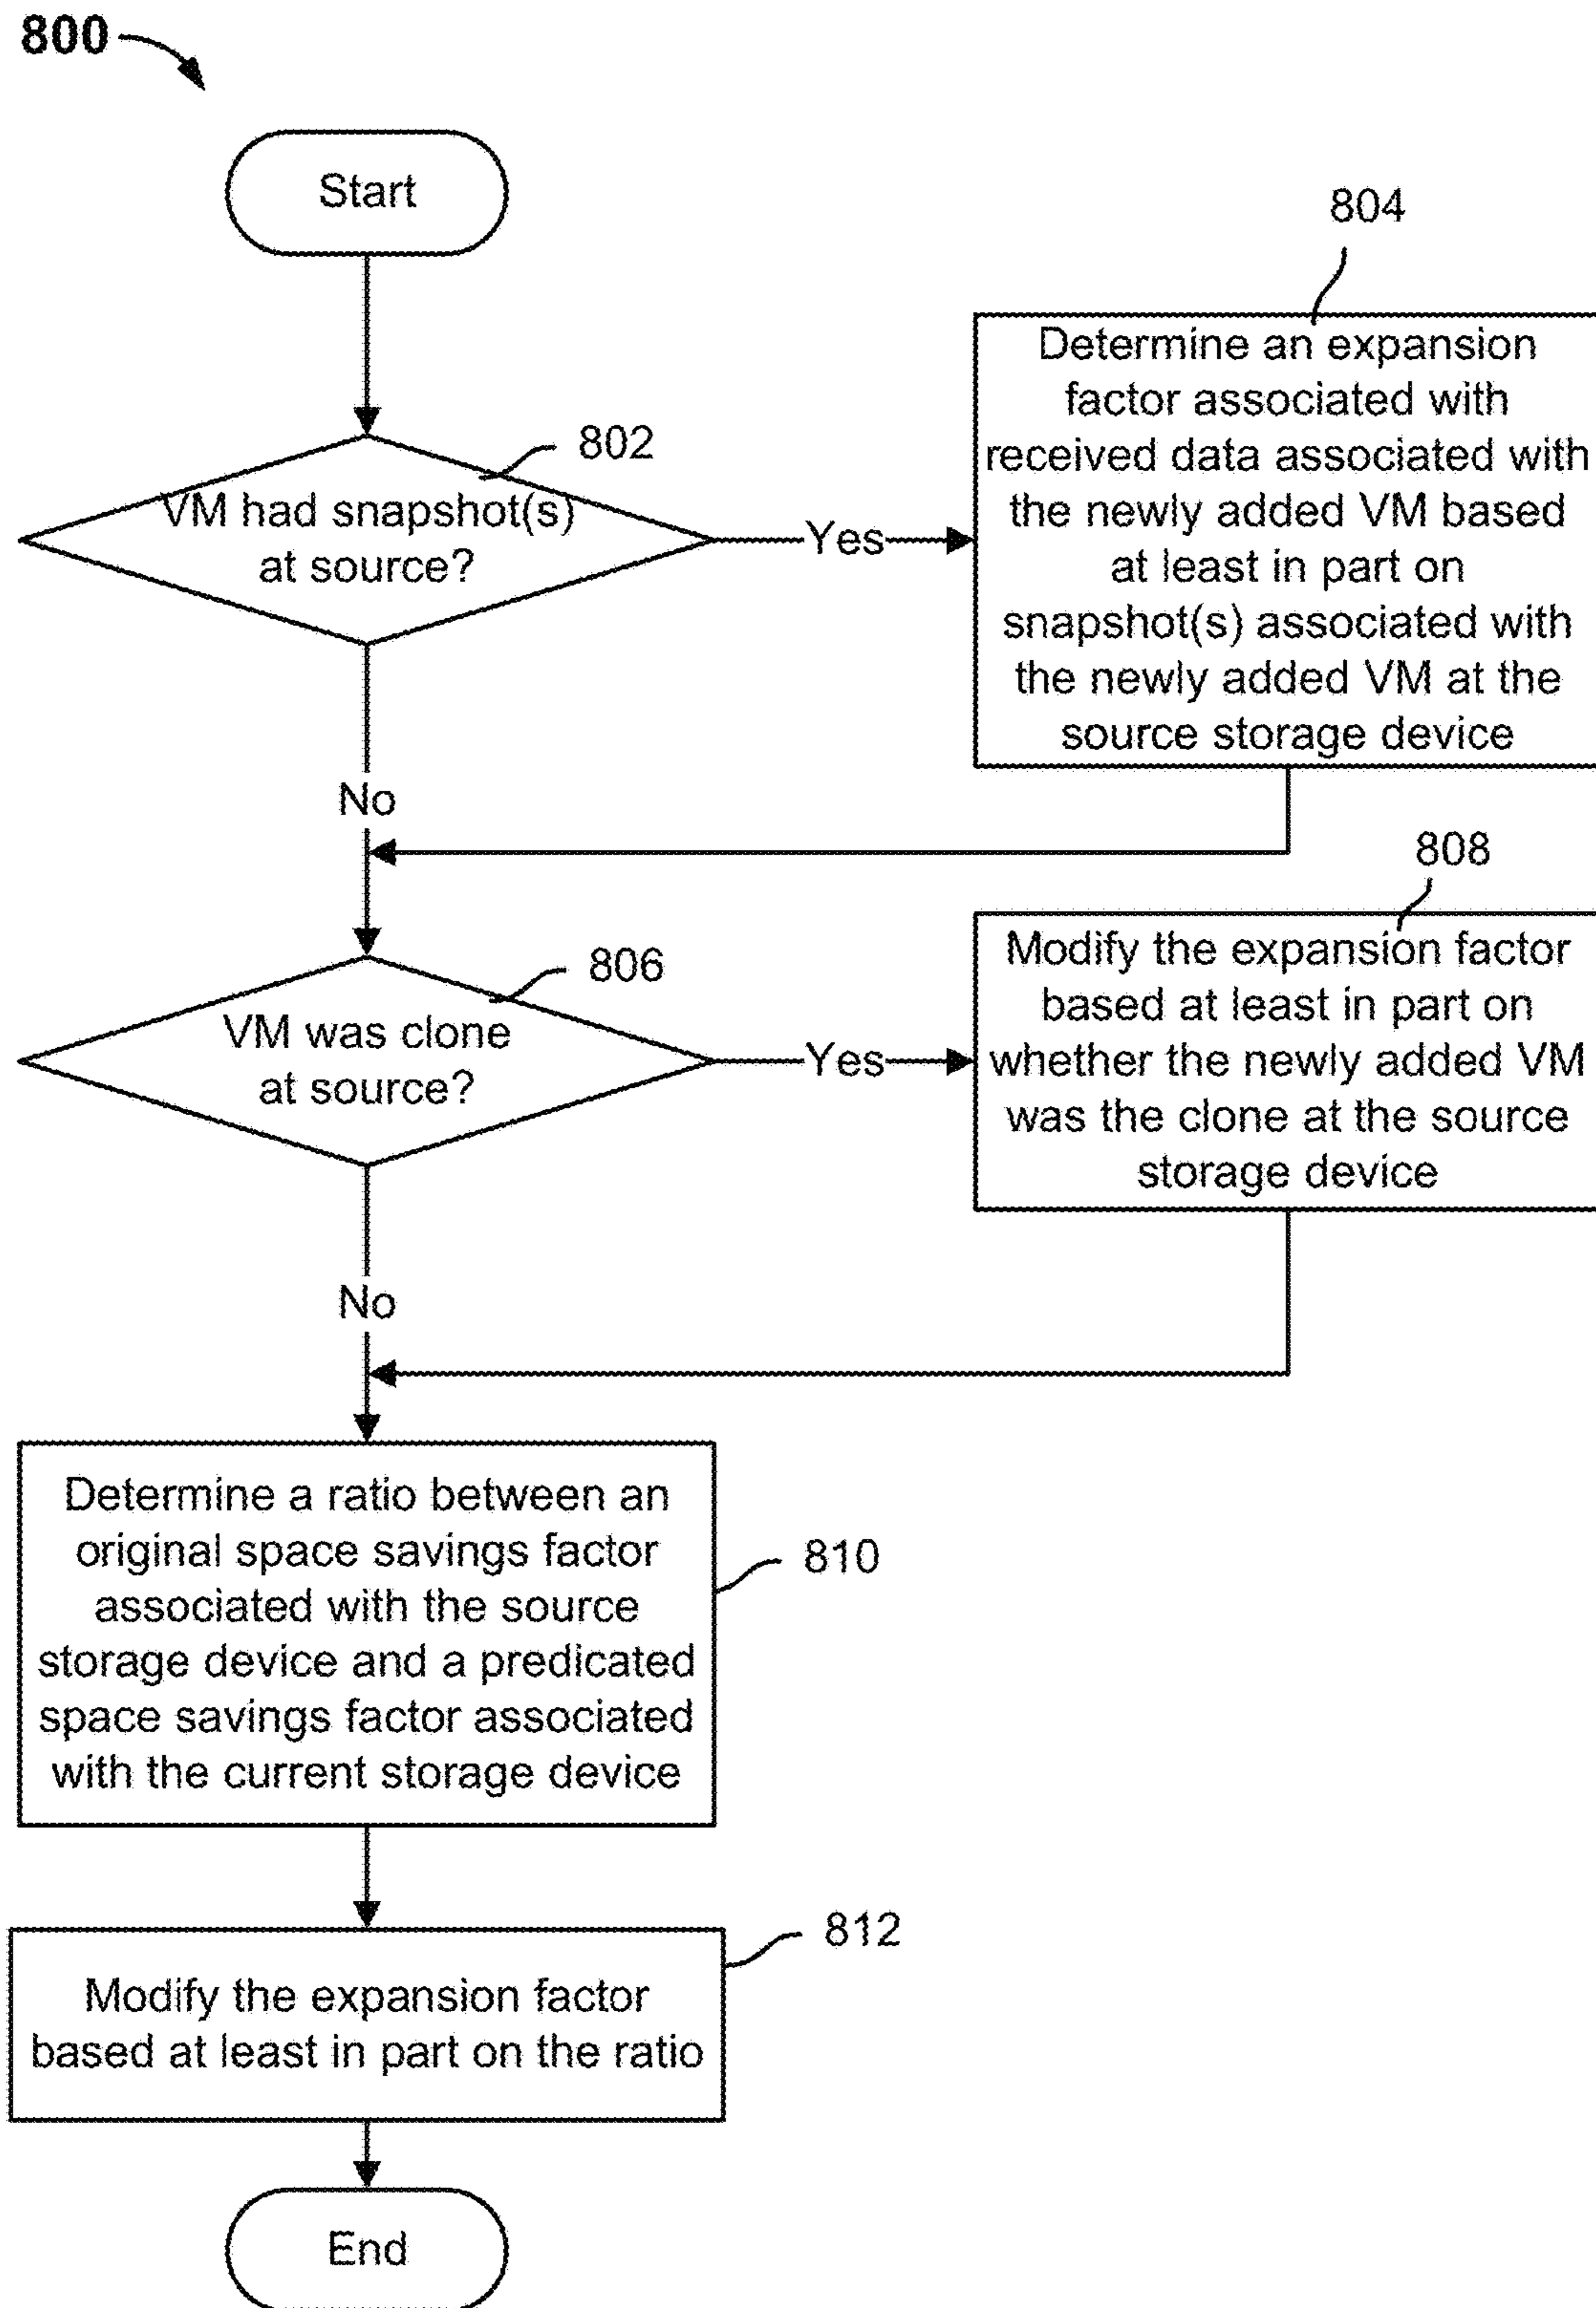 800
Start
804
Determine an expansion
factor associated with
received data associated with
the newly added VM based
at least in part on
snapshot(s) associated with
the newly added VM at the
source storage device
802
VM had snapshot(s)
at source?
Yes
No
808
Modify the expansion factor
based at least in part on
whether the newly added VM
was the clone at the source
storage device
806
VM was clone
at source?
Yes
No
Determine a ratio between an
original space savings factor
associated with the source
storage device and a predicated
space savings factor associated
with the current storage device
810
812
Modify the expansion factor
based at least in part on the ratio
End